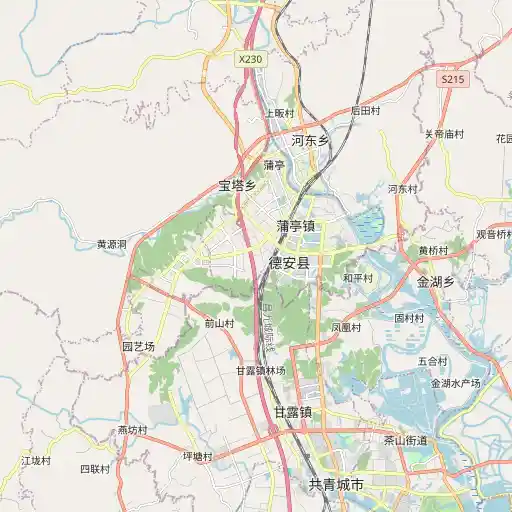 X230
S215
上畈村
后田村
关帝庙村
花园
河东乡
蒲亭
宝塔乡
河东村
蒲亭镇
观音桥村
黄源洞
黄桥村
德安县
和平村
金湖乡
昌九城际线
固村村
前山村
凤凰村
园艺场
五合村
甘露镇林场
金湖水产场
甘露镇
燕坊村
茶山街道
坪塘村
江垅村
四联村
共青城市